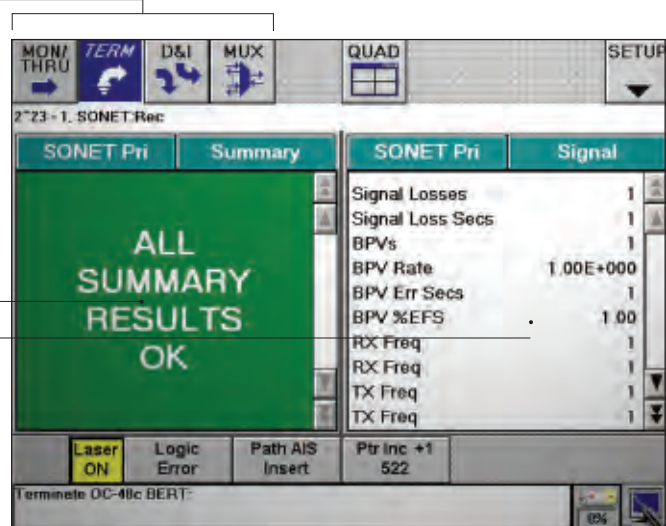 MON/ THRU TERM D&I MUX QUAD SETUP
2^23 - 1, SONET:Rec
SONET Pri Summary
ALL
SUMMARY
RESULTS
OK
SONET Pri Signal
Signal Losses 1
Signal Loss Secs 1
BPVs 1
BPV Rate 1.00E+000
BPV Err Secs 1
BPV %EFS 1.00
RX Freq 1
RX Freq 1
TX Freq 1
TX Freq 1
Laser ON
Logic Error
Path AIS Insert
Ptr Inc +1 522
Terminate OC-48c BERT:
0%